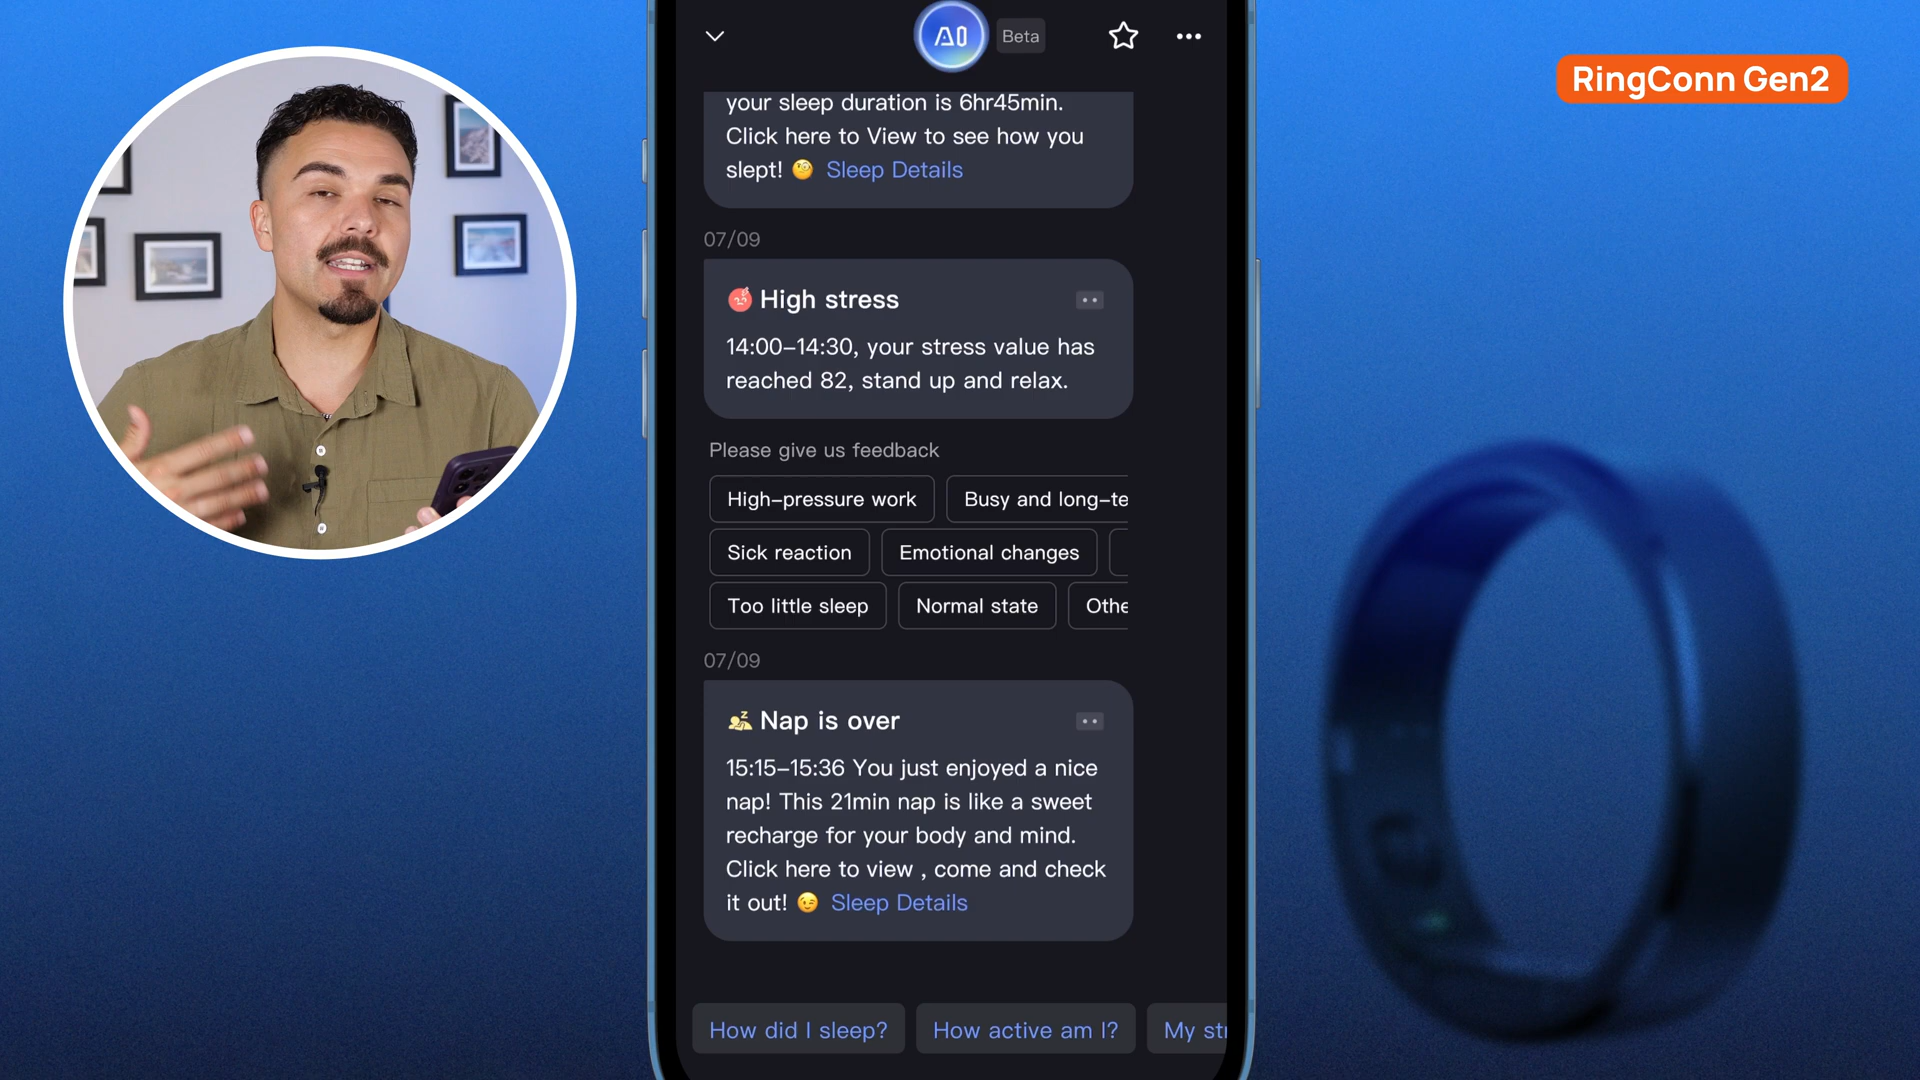 AI
Beta
RingConn Gen2
your sleep duration is 6hr45min.
Click here to View to see how you
slept! 🧐 Sleep Details
07/09
High stress
14:00–14:30, your stress value has
reached 82, stand up and relax.
Please give us feedback
High–pressure work
Busy and long–te
Sick reaction
Emotional changes
Too little sleep
Normal state
Othe
07/09
Nap is over
15:15–15:36 You just enjoyed a nice
nap! This 21min nap is like a sweet
recharge for your body and mind.
Click here to view , come and check
it out! 😉 Sleep Details
How did I sleep?
How active am I?
My str